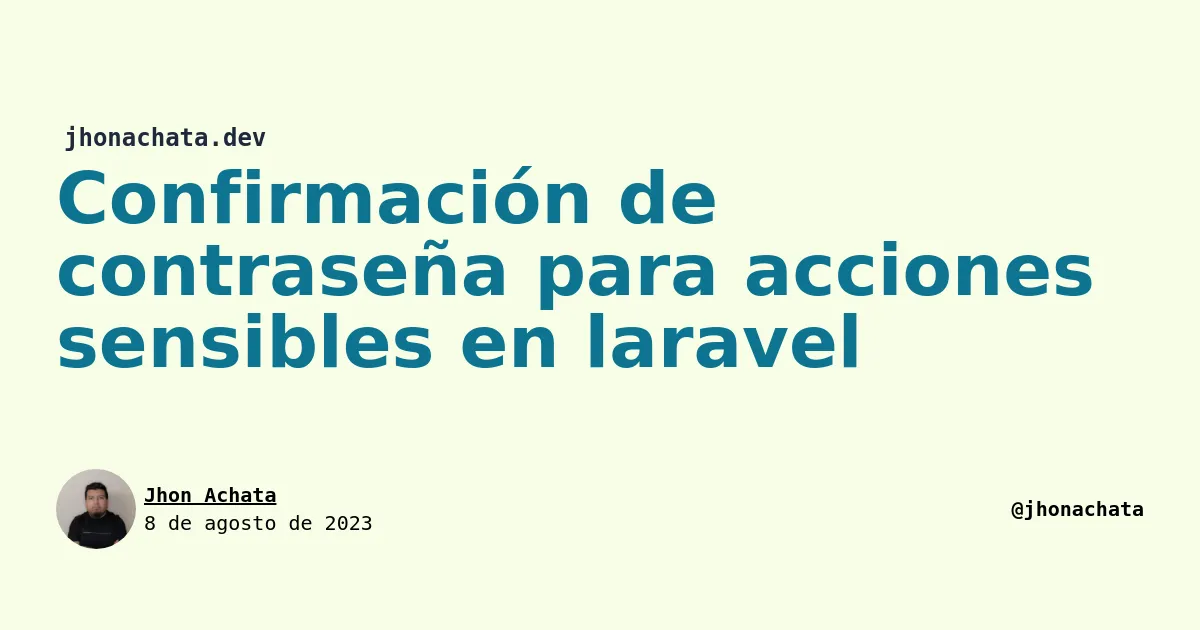 jhonachata.dev
Confirmación de
contraseña para acciones
sensibles en laravel
Jhon Achata
8 de agosto de 2023
@jhonachata